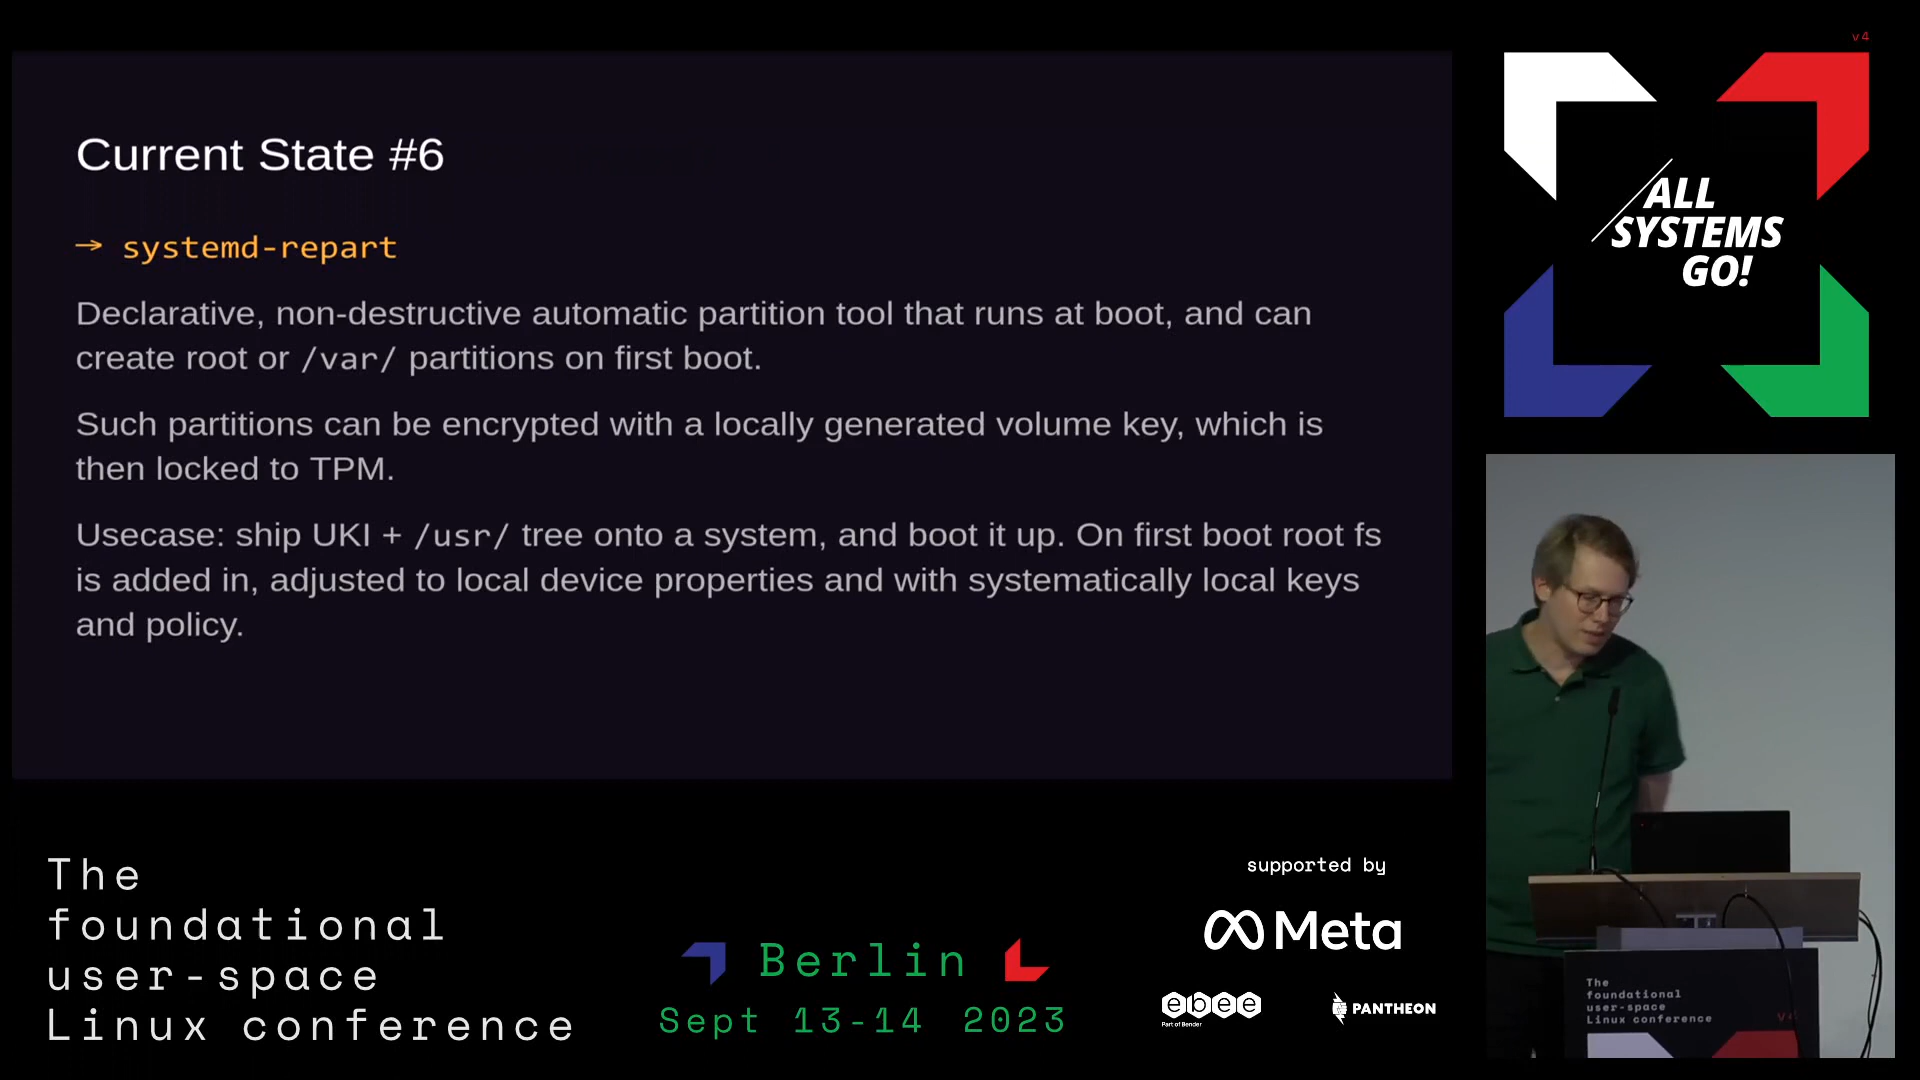 Current State #6
→ systemd-repart
Declarative, non-destructive automatic partition tool that runs at boot, and can
create root or /var/ partitions on first boot.
Such partitions can be encrypted with a locally generated volume key, which is
then locked to TPM.
Usecase: ship UKI + /usr/ tree onto a system, and boot it up. On first boot root fs
is added in, adjusted to local device properties and with systematically local keys
and policy.
v4
ALL
SYSTEMS
GO!
The
foundational
user-space
Linux conference
Berlin
Sept 13-14 2023
supported by
Meta
ebee
Part of Bender
PANTHEON
The
foundational
user-space
Linux conference
v4